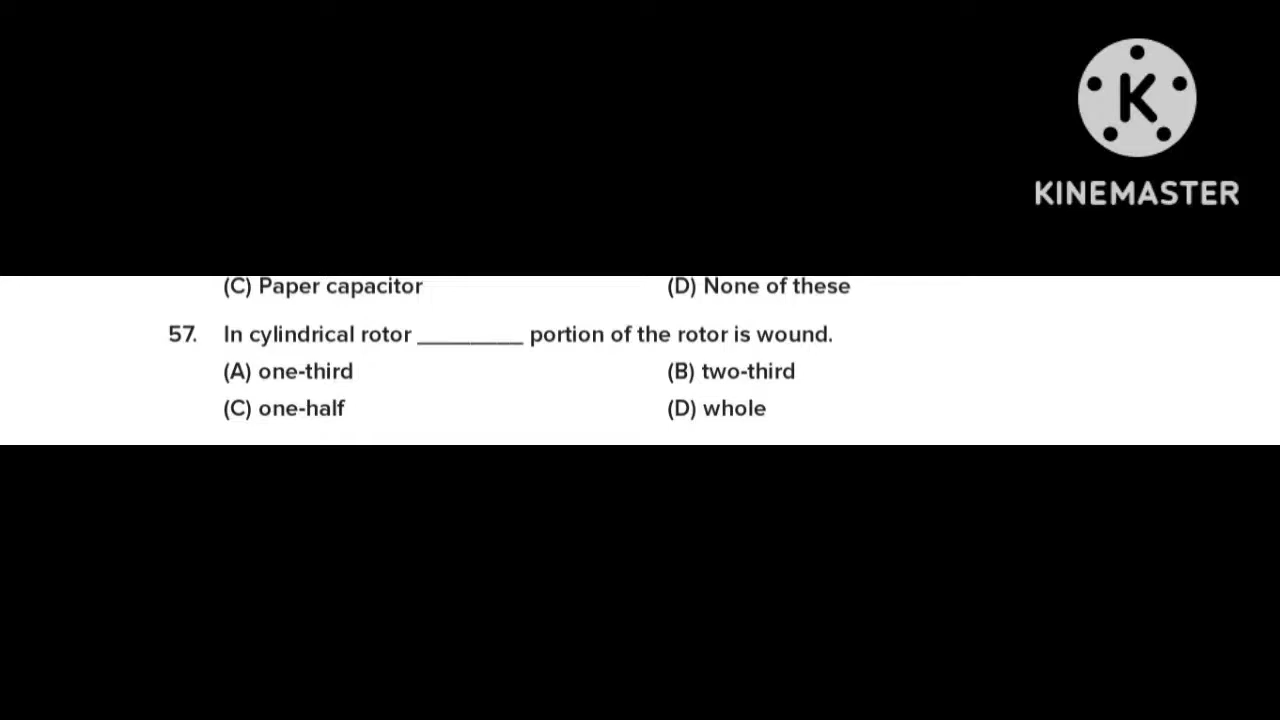 K
KINEMASTER
(C) Paper capacitor (D) None of these
57. In cylindrical rotor ________ portion of the rotor is wound.
(A) one-third (B) two-third
(C) one-half (D) whole